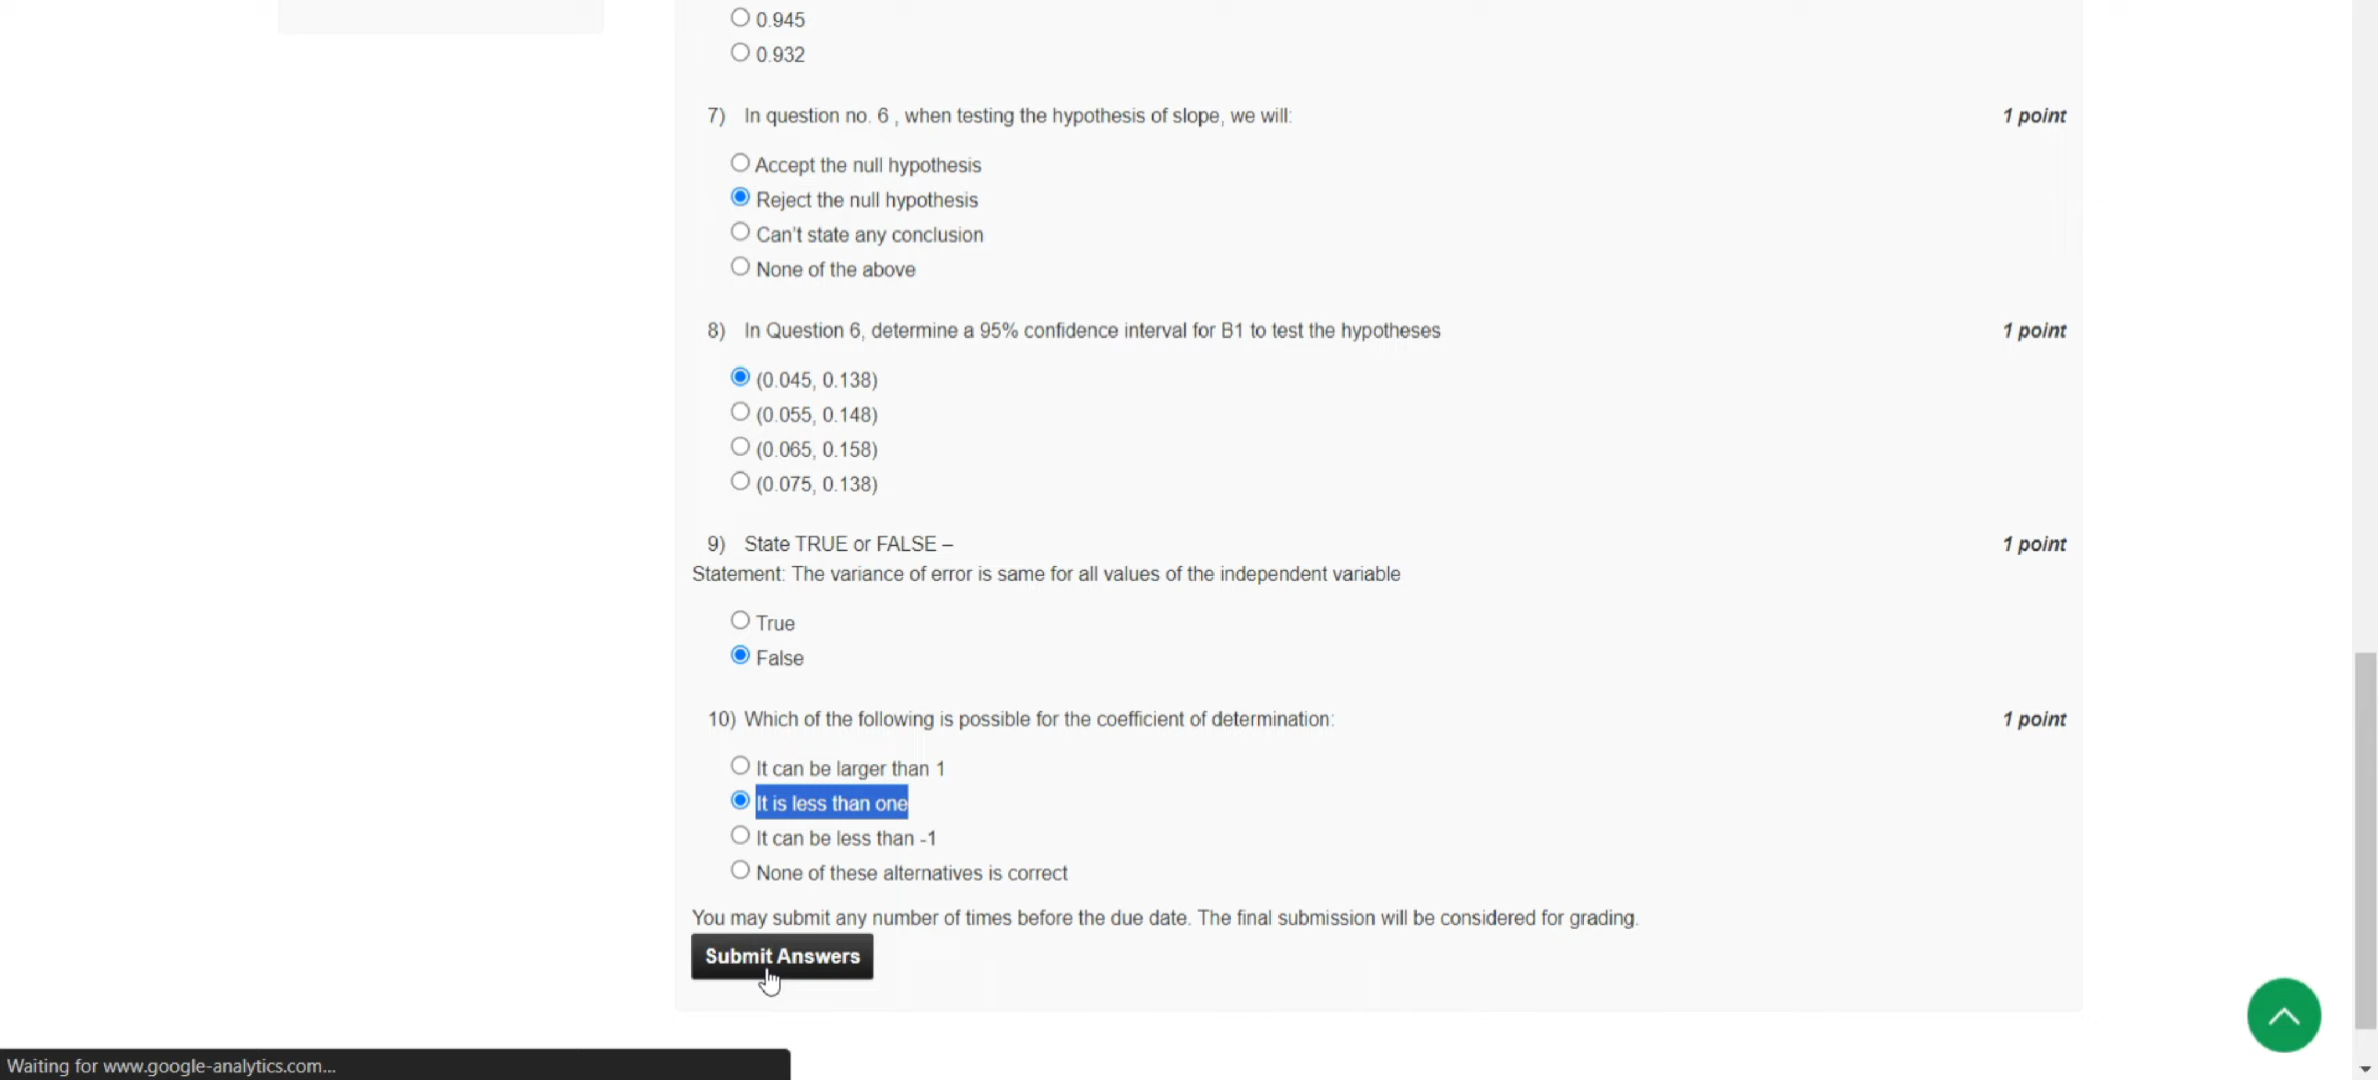 0.945
0.932
7) In question no. 6 , when testing the hypothesis of slope, we will: 1 point
Accept the null hypothesis
Reject the null hypothesis
Can't state any conclusion
None of the above
8) In Question 6, determine a 95% confidence interval for B1 to test the hypotheses 1 point
(0.045, 0.138)
(0.055, 0.148)
(0.065, 0.158)
(0.075, 0.138)
9) State TRUE or FALSE – 1 point
Statement: The variance of error is same for all values of the independent variable
True
False
10) Which of the following is possible for the coefficient of determination: 1 point
It can be larger than 1
It is less than one
It can be less than -1
None of these alternatives is correct
You may submit any number of times before the due date. The final submission will be considered for grading.
Submit Answers
Waiting for www.google-analytics.com...